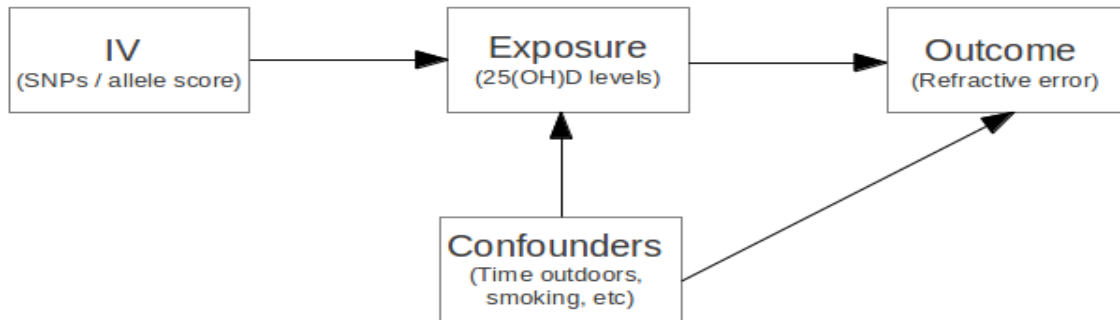 IV
(SNPs / allele score)
Exposure
(25(OH)D levels)
Outcome
(Refractive error)
Confounders
(Time outdoors,
smoking, etc)